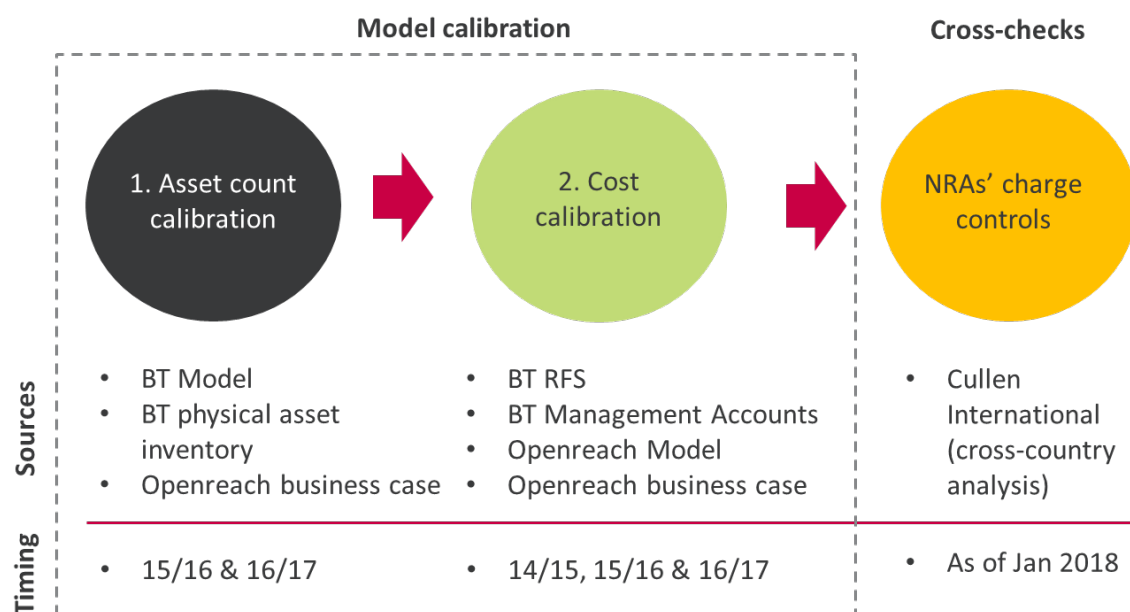 Model calibration
Cross-checks
1. Asset count
calibration
2. Cost
calibration
NRAs’ charge
controls
Sources
• BT Model
• BT physical asset
inventory
• Openreach business case
• BT RFS
• BT Management Accounts
• Openreach Model
• Openreach business case
• Cullen
International
(cross-country
analysis)
Timing
• 15/16 & 16/17
• 14/15, 15/16 & 16/17
• As of Jan 2018